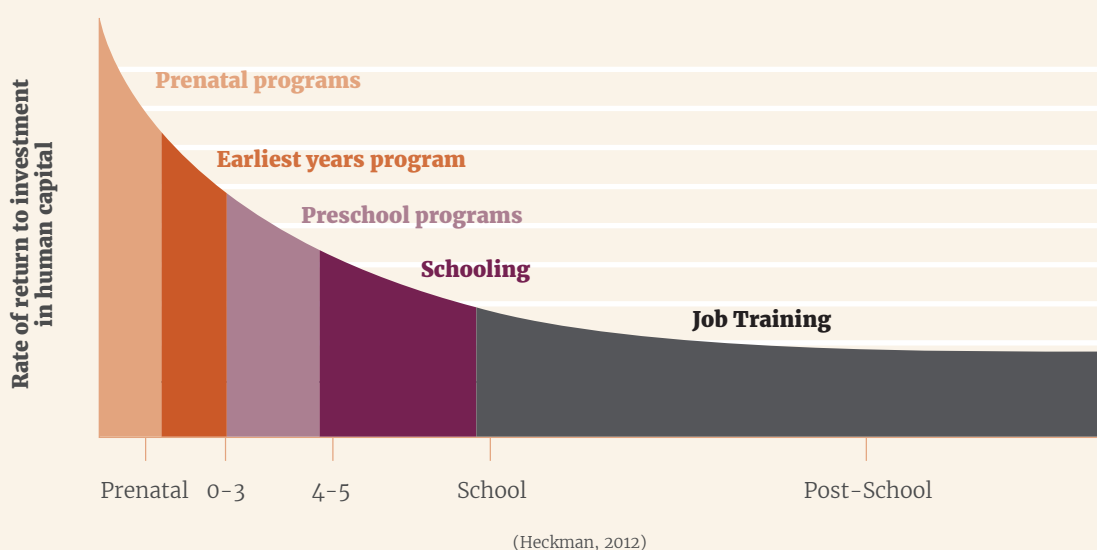 Rate of return to investment
in human capital
Prenatal programs
Earliest years program
Preschool programs
Schooling
Job Training
Prenatal 0-3 4-5 School Post-School
(Heckman, 2012)